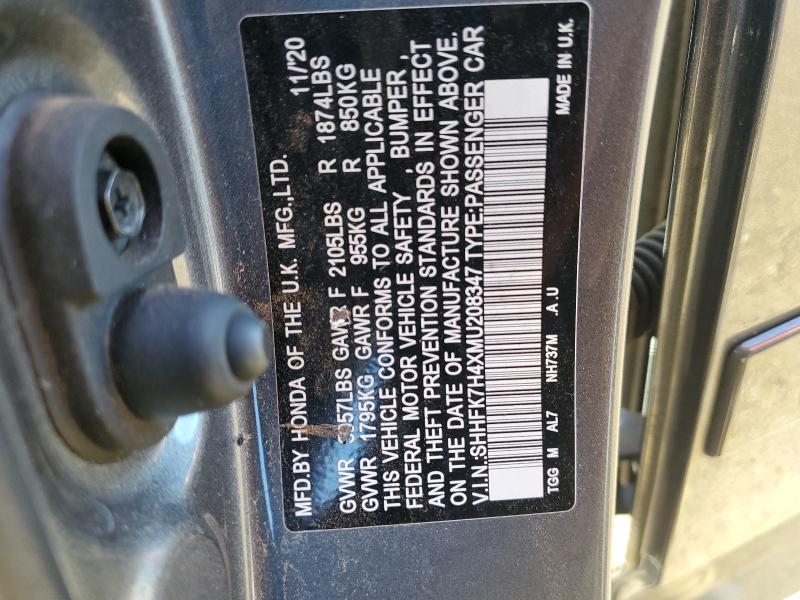 MFD.BY HONDA OF THE U.K. MFG.,LTD. 11/'20
GVWR GAWR F 2105LBS R 1874LBS
GVWR 1795KG GAWR F 955KG R 850KG
THIS VEHICLE CONFORMS TO ALL APPLICABLE
FEDERAL MOTOR VEHICLE SAFETY , BUMPER ,
AND THEFT PREVENTION STANDARDS IN EFFECT
ON THE DATE OF MANUFACTURE SHOWN ABOVE.
V.I.N.:SHHFK7H4XMU208347 TYPE:PASSENGER CAR
TGG M AL7 NH737M A.U MADE IN U.K.